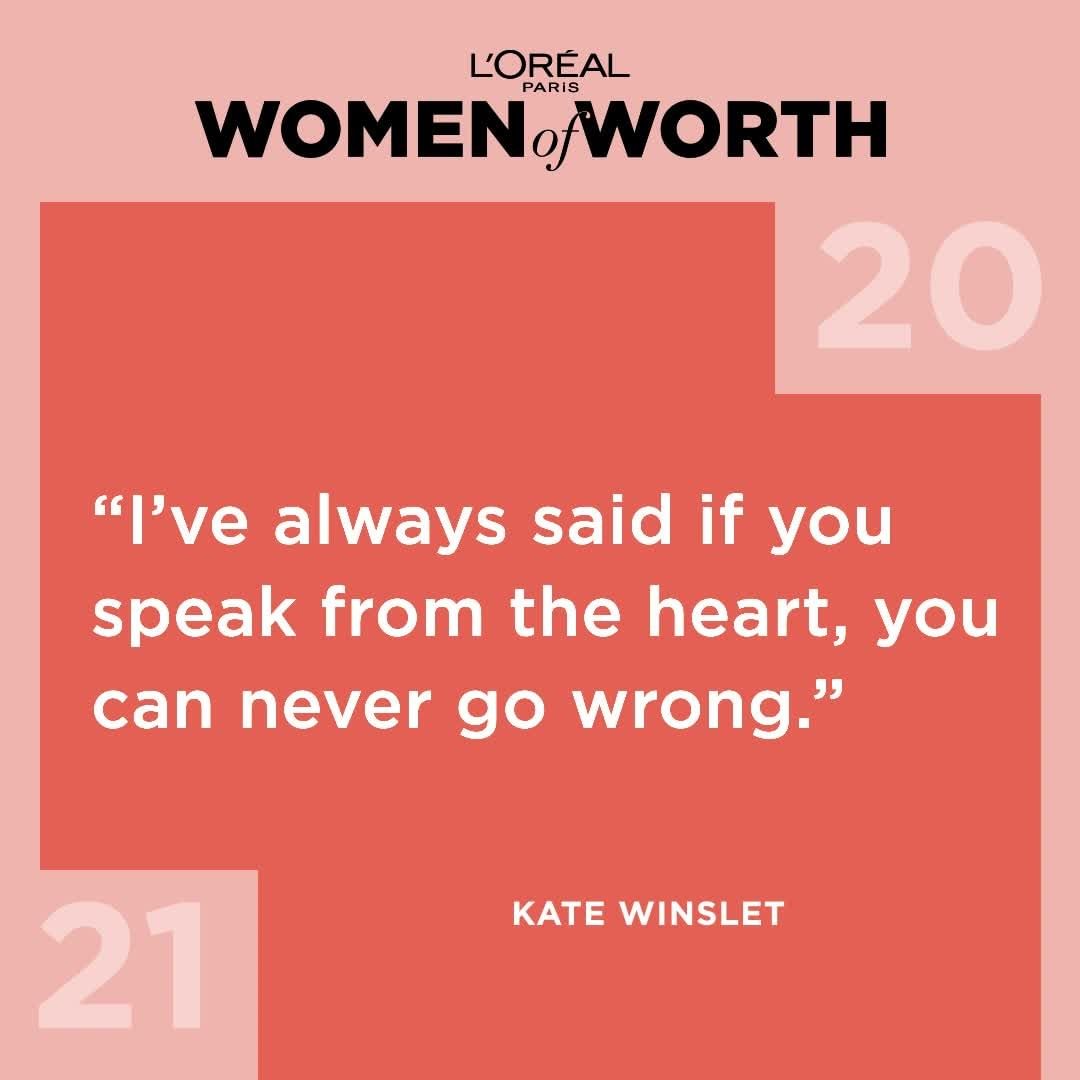 L'ORÉAL
PARIS
WOMEN of WORTH
20
“I’ve always said if you
speak from the heart, you
can never go wrong.”
KATE WINSLET
21